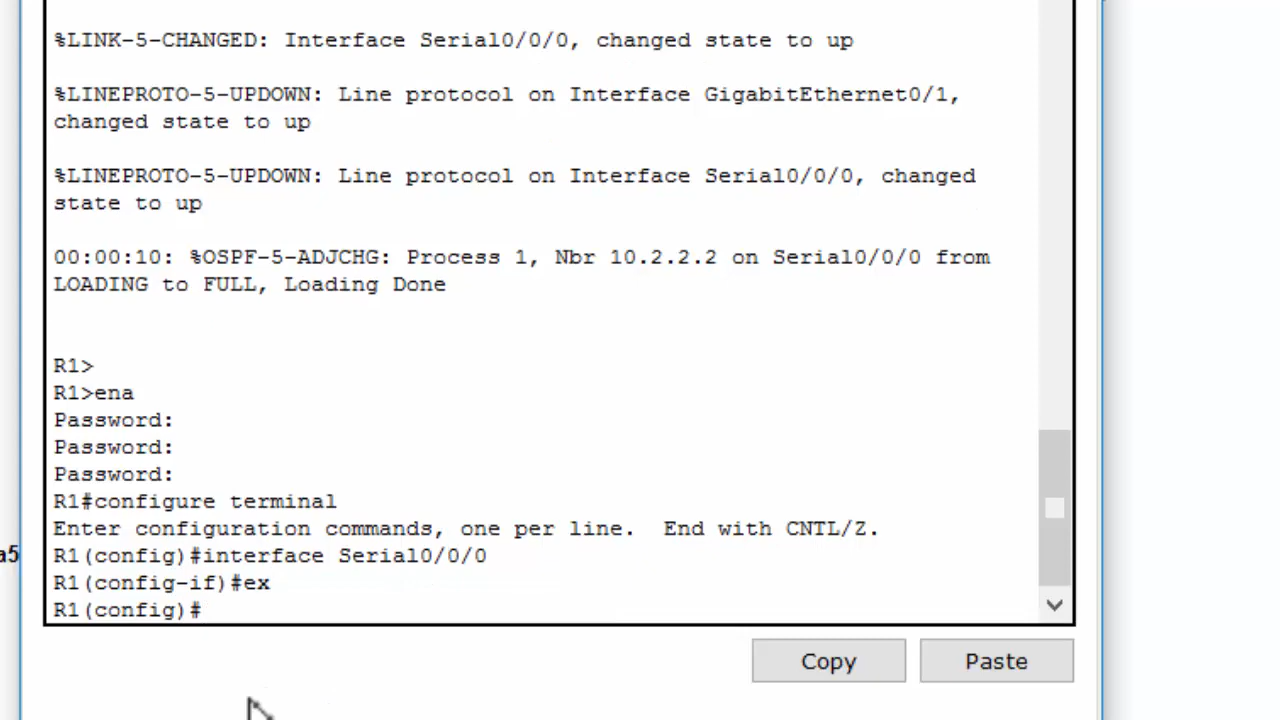 %LINK-5-CHANGED: Interface Serial0/0/0, changed state to up
%LINEPROTO-5-UPDOWN: Line protocol on Interface GigabitEthernet0/1,
changed state to up
%LINEPROTO-5-UPDOWN: Line protocol on Interface Serial0/0/0, changed
state to up
00:00:10: %OSPF-5-ADJCHG: Process 1, Nbr 10.2.2.2 on Serial0/0/0 from
LOADING to FULL, Loading Done
R1>
R1>ena
Password:
Password:
Password:
R1#configure terminal
Enter configuration commands, one per line.  End with CNTL/Z.
R1(config)#interface Serial0/0/0
a5
R1(config-if)#ex
R1(config)#
Copy Paste